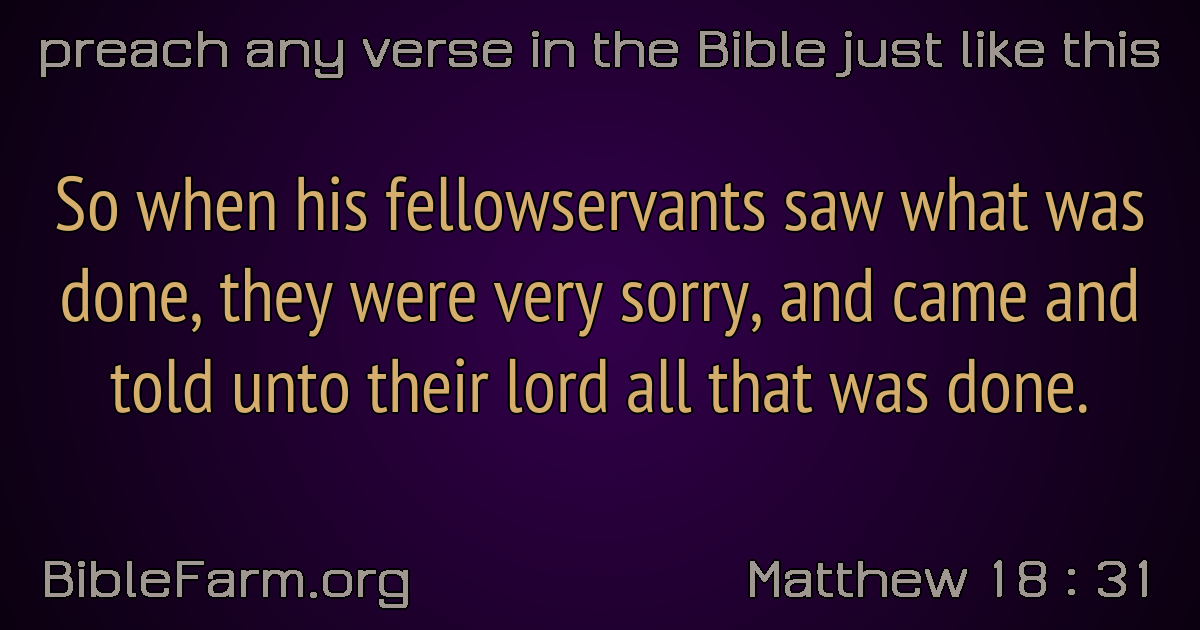 preach any verse in the Bible just like this
So when his fellowservants saw what was
done, they were very sorry, and came and
told unto their lord all that was done.
BibleFarm.org
Matthew 18 : 31